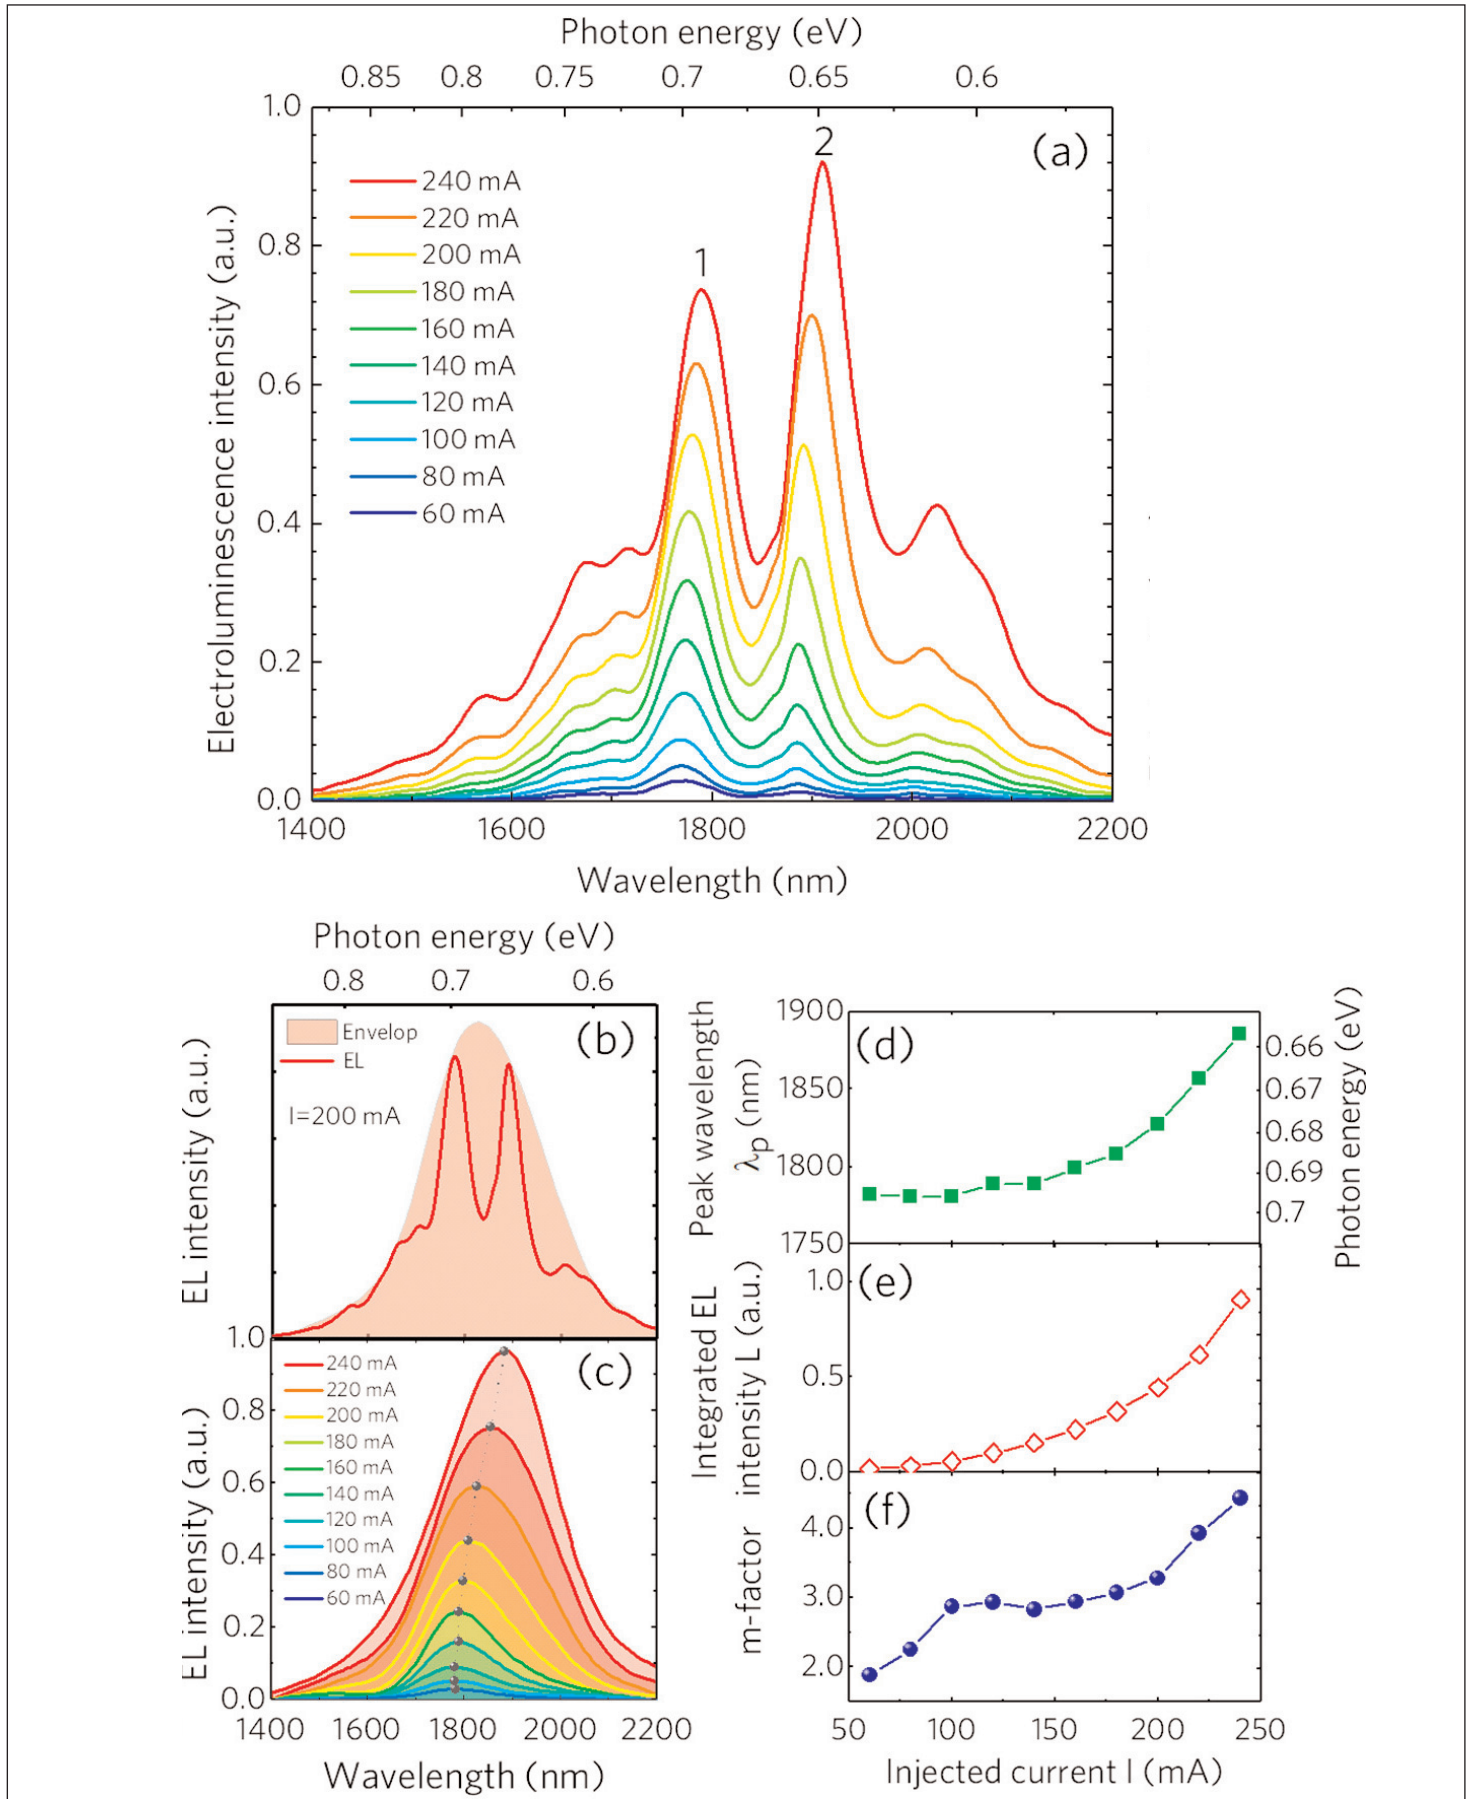 Photon energy (eV)
0.85 0.8 0.75 0.7 0.65 0.6
1.0
0.8
0.6
0.4
0.2
0.0
Electroluminescence intensity (a.u.)
(a)
1
2
240 mA
220 mA
200 mA
180 mA
160 mA
140 mA
120 mA
100 mA
80 mA
60 mA
1400 1600 1800 2000 2200
Wavelength (nm)
Photon energy (eV)
0.8 0.7 0.6
EL intensity (a.u.)
(b)
Envelop
EL
I=200 mA
1.0
0.8
0.6
0.4
0.2
0.0
EL intensity (a.u.)
(c)
240 mA
220 mA
200 mA
180 mA
160 mA
140 mA
120 mA
100 mA
80 mA
60 mA
1400 1600 1800 2000 2200
Wavelength (nm)
Peak wavelength
λp (nm)
1900
1850
1800
1750
(d)
0.66
0.67
0.68
0.69
0.7
Photon energy (eV)
Integrated EL
intensity L (a.u.)
1.0
0.5
0.0
(e)
m-factor
4.0
3.0
2.0
(f)
50 100 150 200 250
Injected current I (mA)